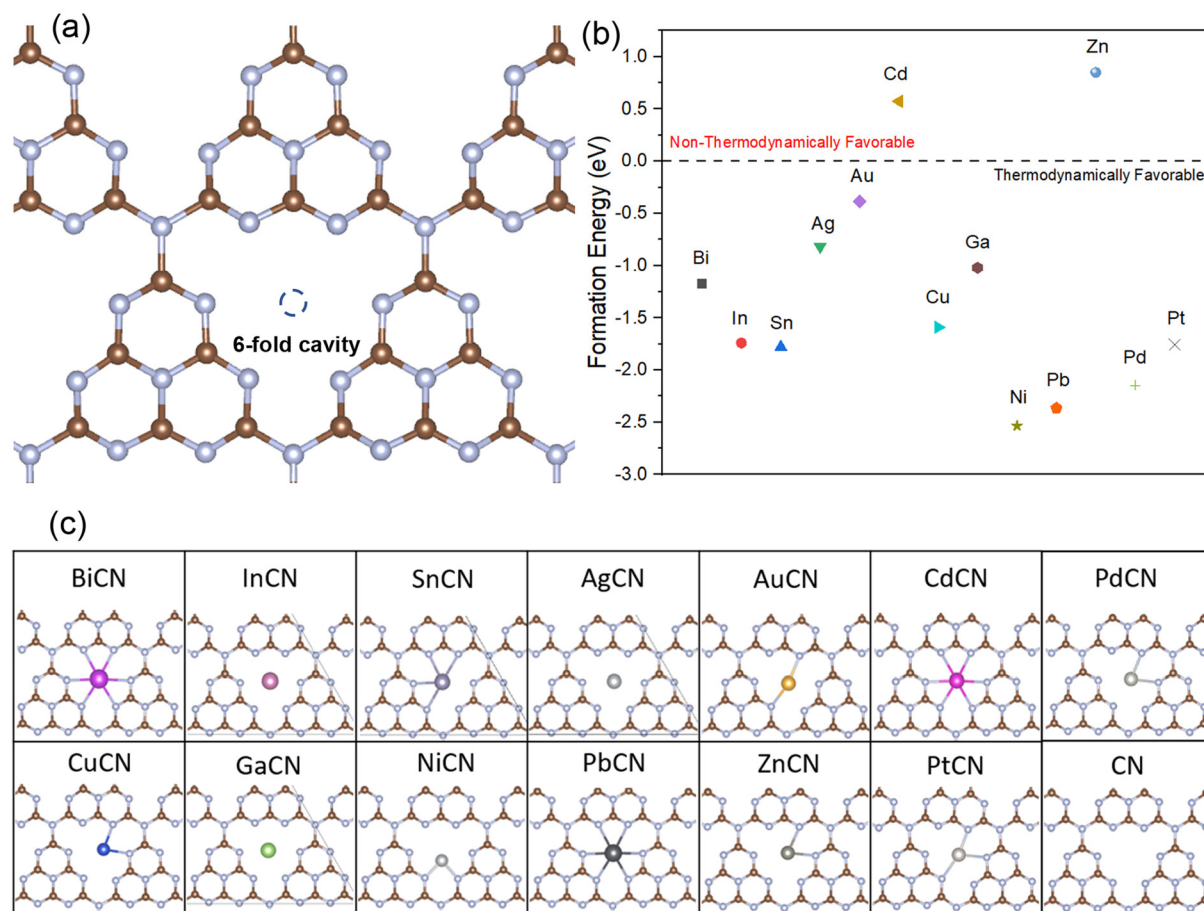 (a)
6-fold cavity
(b)
Formation Energy (eV)
1.0
0.5
0.0
-0.5
-1.0
-1.5
-2.0
-2.5
-3.0
Zn
Cd
Non-Thermodynamically Favorable
Thermodynamically Favorable
Au
Ag
Bi
Ga
In
Sn
Cu
Pt
Pd
Ni
Pb
(c)
BiCN
InCN
SnCN
AgCN
AuCN
CdCN
PdCN
CuCN
GaCN
NiCN
PbCN
ZnCN
PtCN
CN